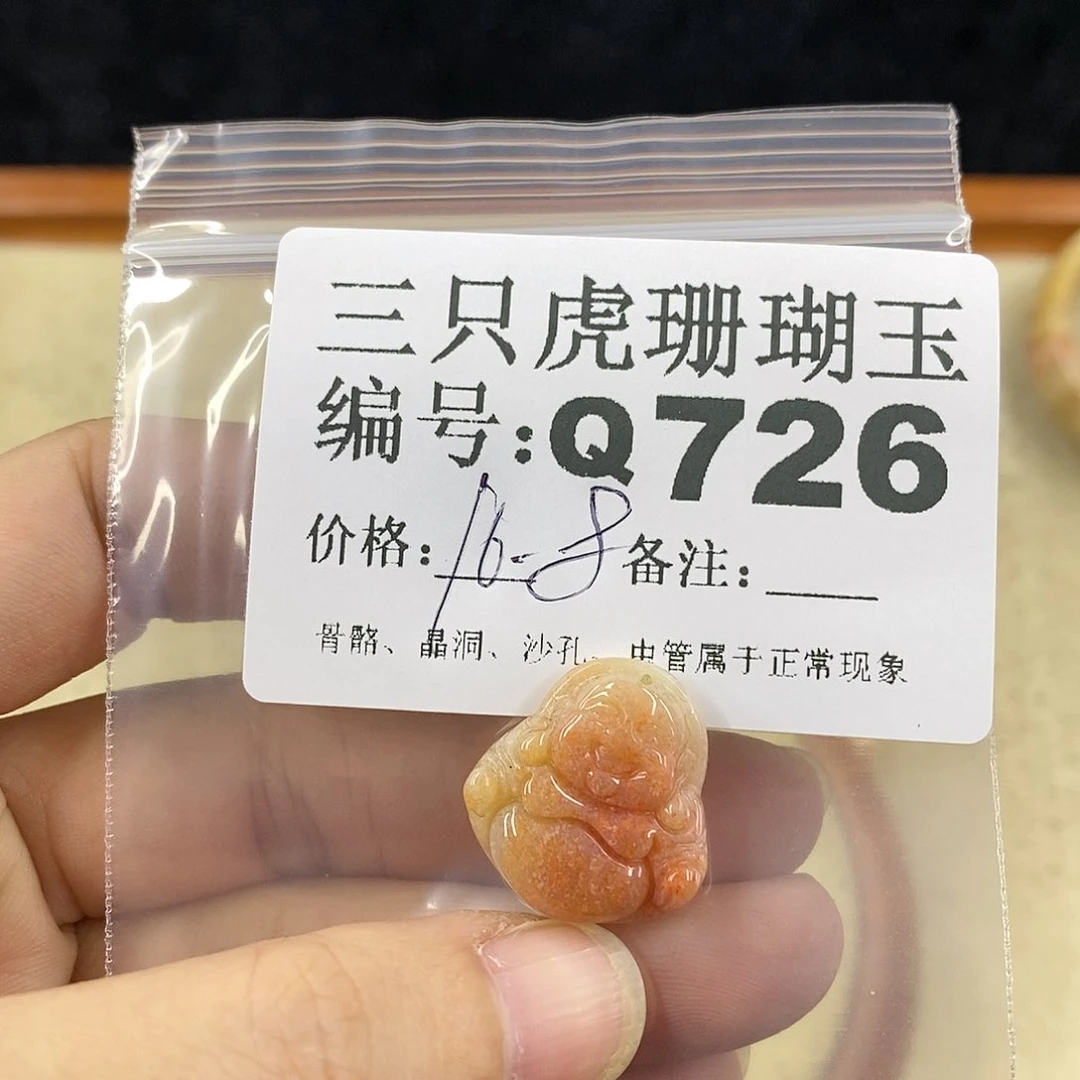 三只虎珊瑚玉
编号:Q726
价格:16-8 备注:
骨骼、晶洞、沙孔、虫管属于正常现象